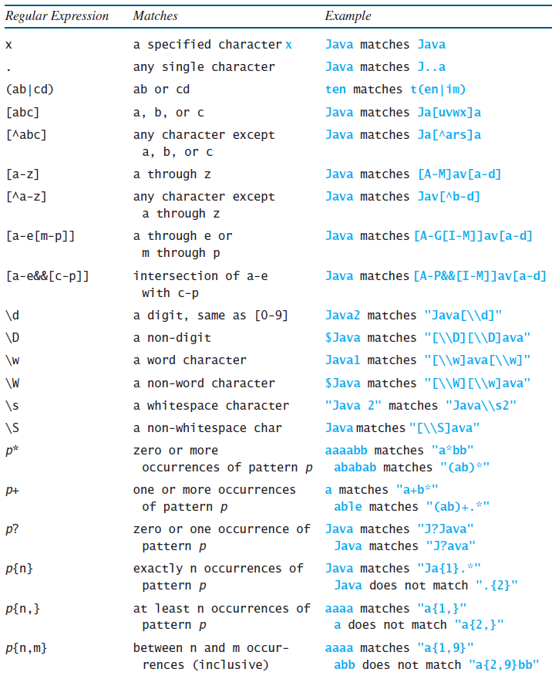 Regular Expression Matches Example
x a specified character x Java matches Java
. any single character Java matches J..a
(ab|cd) ab or cd ten matches t(en|im)
[abc] a, b, or c Java matches Ja[uvwx]a
[^abc] any character except Java matches Ja[^ars]a
a, b, or c
[a-z] a through z Java matches [A-M]av[a-d]
[^a-z] any character except Java matches Jav[^b-d]
a through z
[a-e[m-p]] a through e or Java matches [A-G[I-M]]av[a-d]
m through p
[a-e&&[c-p]] intersection of a-e Java matches [A-P&&[I-M]]av[a-d]
with c-p
\d a digit, same as [0-9] Java2 matches "Java[\\d]"
\D a non-digit $Java matches "[\\D][\\D]ava"
\w a word character Java1 matches "[\\w]ava[\\w]"
\W a non-word character $Java matches "[\\W][\\w]ava"
\s a whitespace character "Java 2" matches "Java\\s2"
\S a non-whitespace char Java matches "[\\S]ava"
p* zero or more aaaabb matches "a*bb"
occurrences of pattern p ababab matches "(ab)*"
p+ one or more occurrences a matches "a+b*"
of pattern p able matches "(ab)+.*"
p? zero or one occurrence of Java matches "J?Java"
pattern p Java matches "J?ava"
p{n} exactly n occurrences of Java matches "Ja{1}.*"
pattern p Java does not match ".{2}"
p{n,} at least n occurrences of aaaa matches "a{1,}"
pattern p a does not match "a{2,}"
p{n,m} between n and m occur- aaaa matches "a{1,9}"
rences (inclusive) abb does not match "a{2,9}bb"